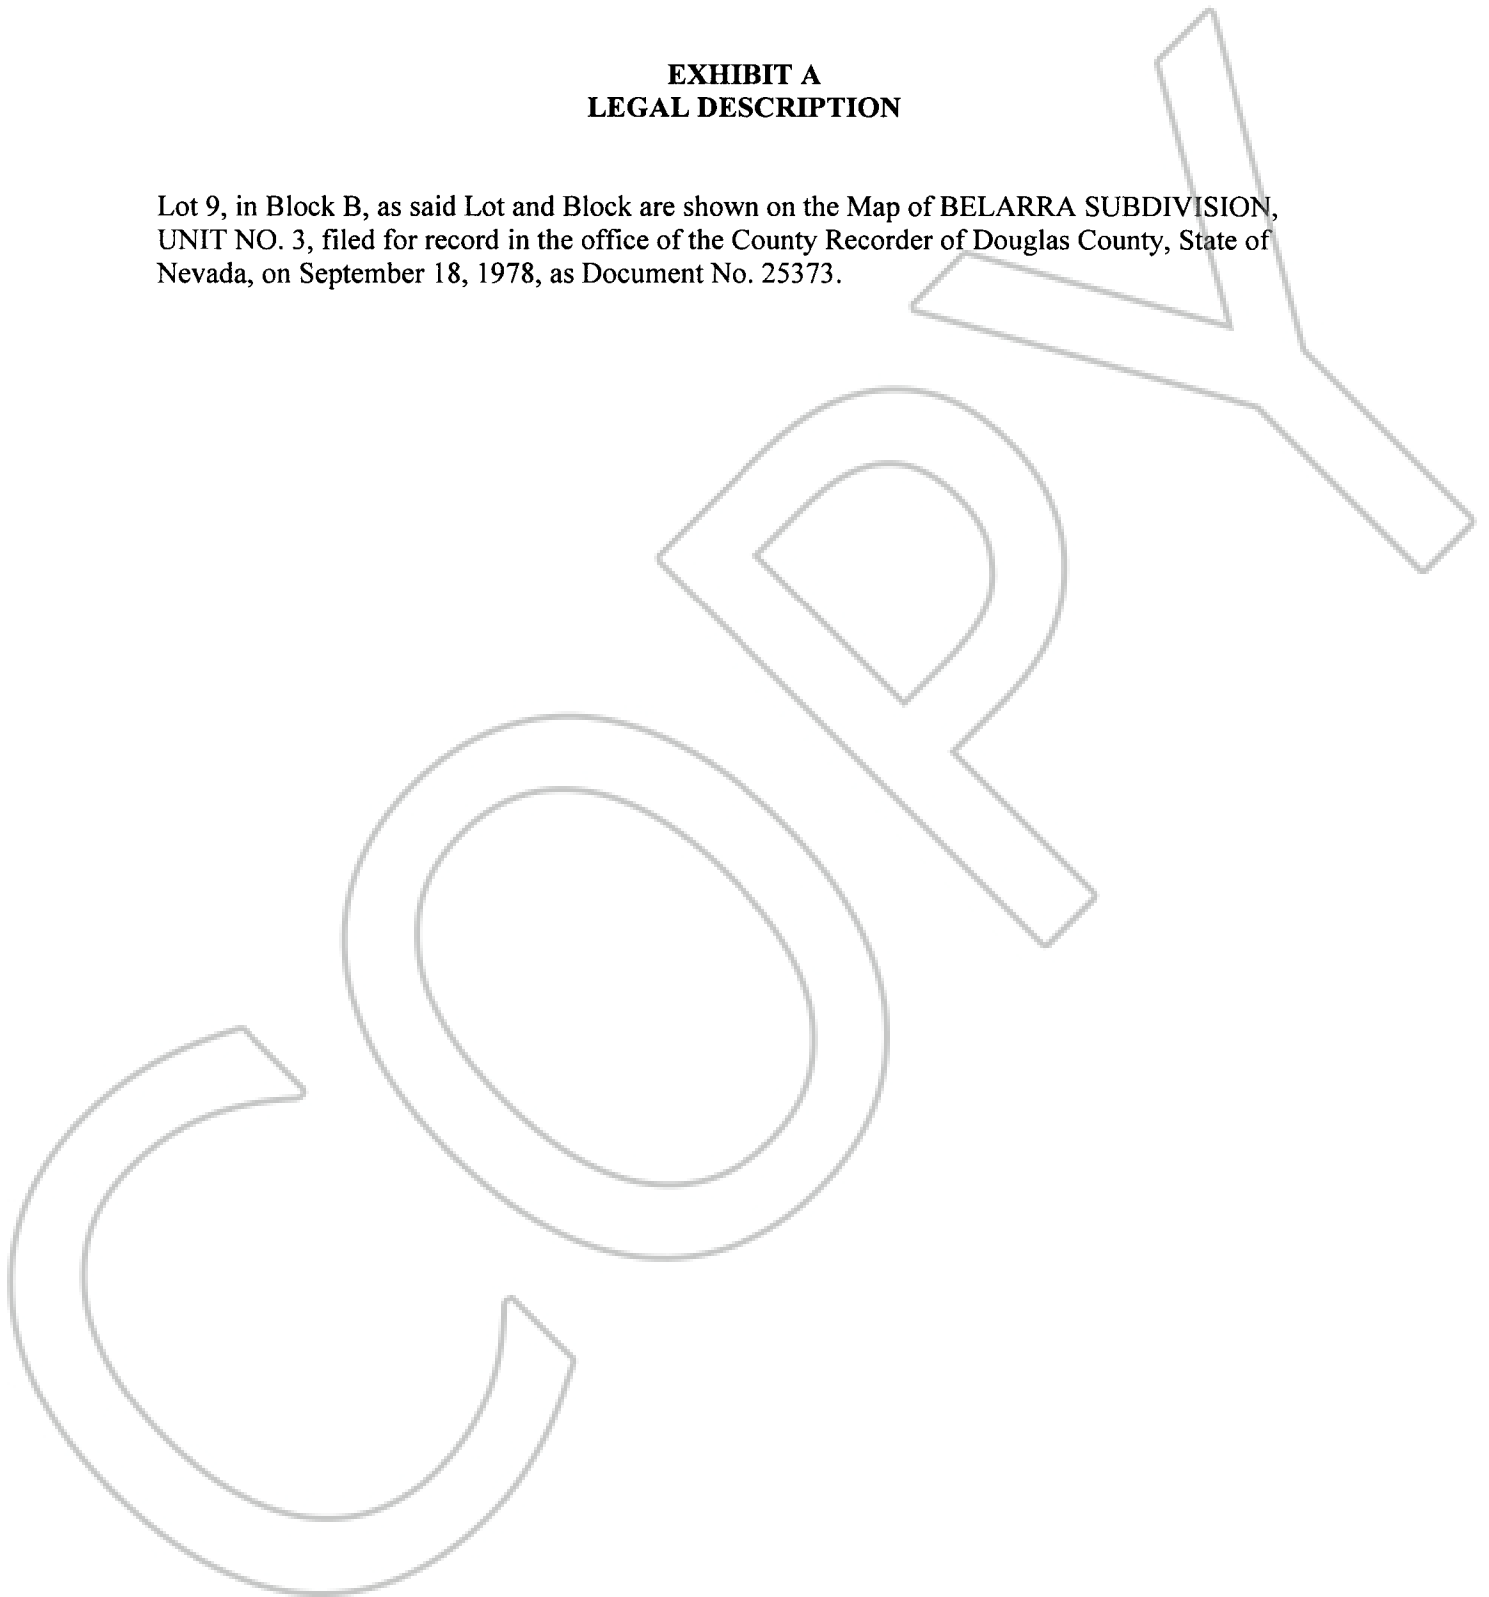 EXHIBIT A
LEGAL DESCRIPTION
Lot 9, in Block B, as said Lot and Block are shown on the Map of BELARRA SUBDIVISION,
UNIT NO. 3, filed for record in the office of the County Recorder of Douglas County, State of
Nevada, on September 18, 1978, as Document No. 25373.
COPY